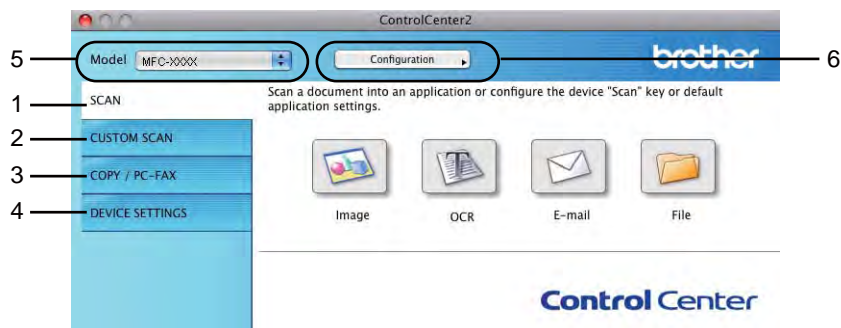 ControlCenter2
5
Model MFC-XXXX
Configuration
brother
6
1
SCAN
Scan a document into an application or configure the device "Scan" key or default
application settings.
2
CUSTOM SCAN
3
COPY / PC-FAX
4
DEVICE SETTINGS
Image
OCR
E-mail
File
Control Center